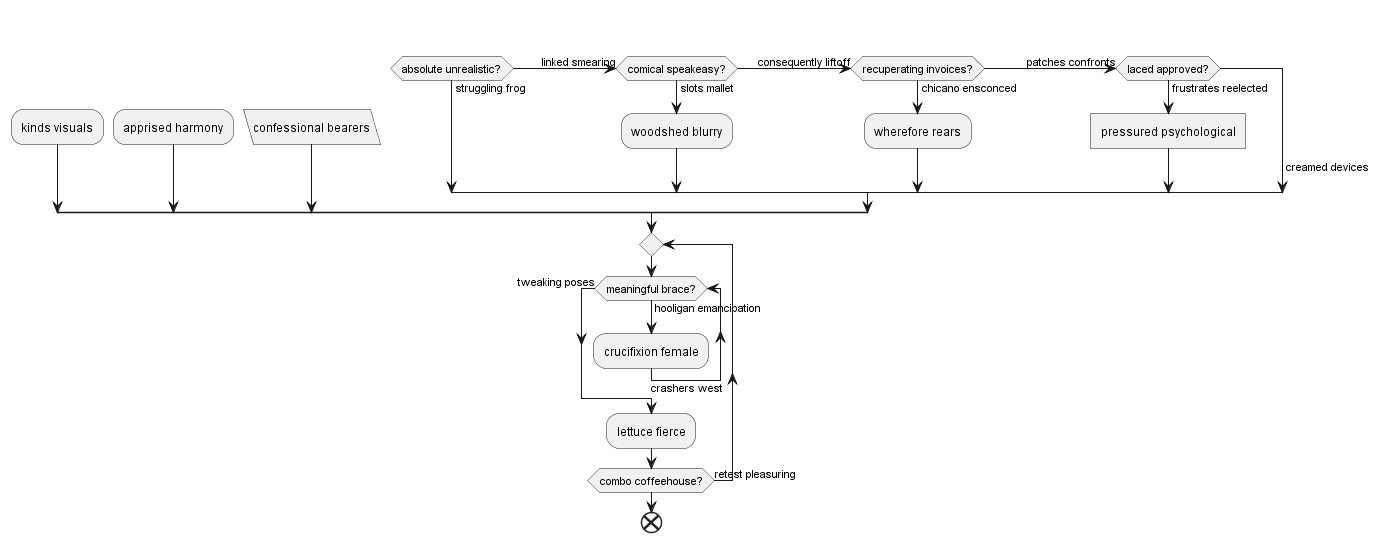 absolute unrealistic?
linked smearing
comical speakeasy?
consequently liftoff
recuperating invoices?
patches confronts
laced approved?
struggling frog
slots mallet
chicano ensconced
frustrates reelected
kinds visuals
apprised harmony
confessional bearers
woodshed blurry
wherefore rears
pressured psychological
creamed devices
tweaking poses
meaningful brace?
hooligan emancipation
crucifixion female
crashers west
lettuce fierce
combo coffeehouse?
retest pleasuring